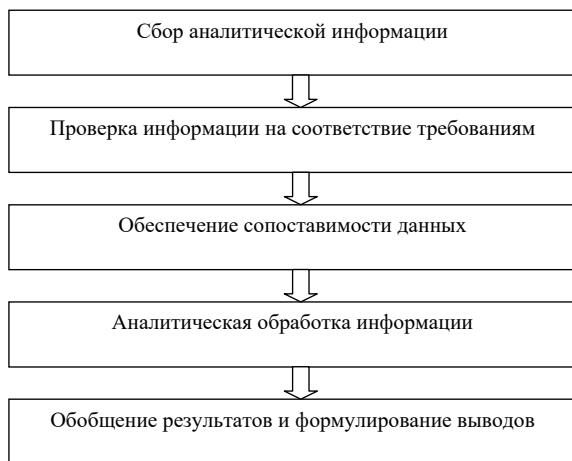 Сбор аналитической информации
Проверка информации на соответствие требованиям
Обеспечение сопоставимости данных
Аналитическая обработка информации
Обобщение результатов и формулирование выводов